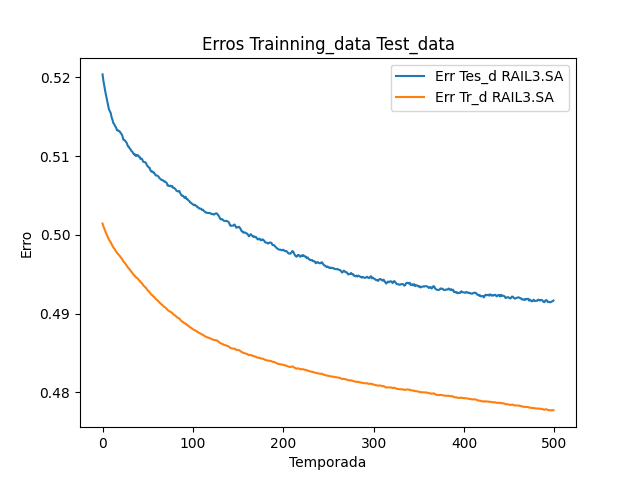 Erros Trainning_data Test_data
Err Tes_d RAIL3.SA
Err Tr_d RAIL3.SA
0.52
0.51
0.50
0.49
0.48
Erro
0 100 200 300 400 500
Temporada